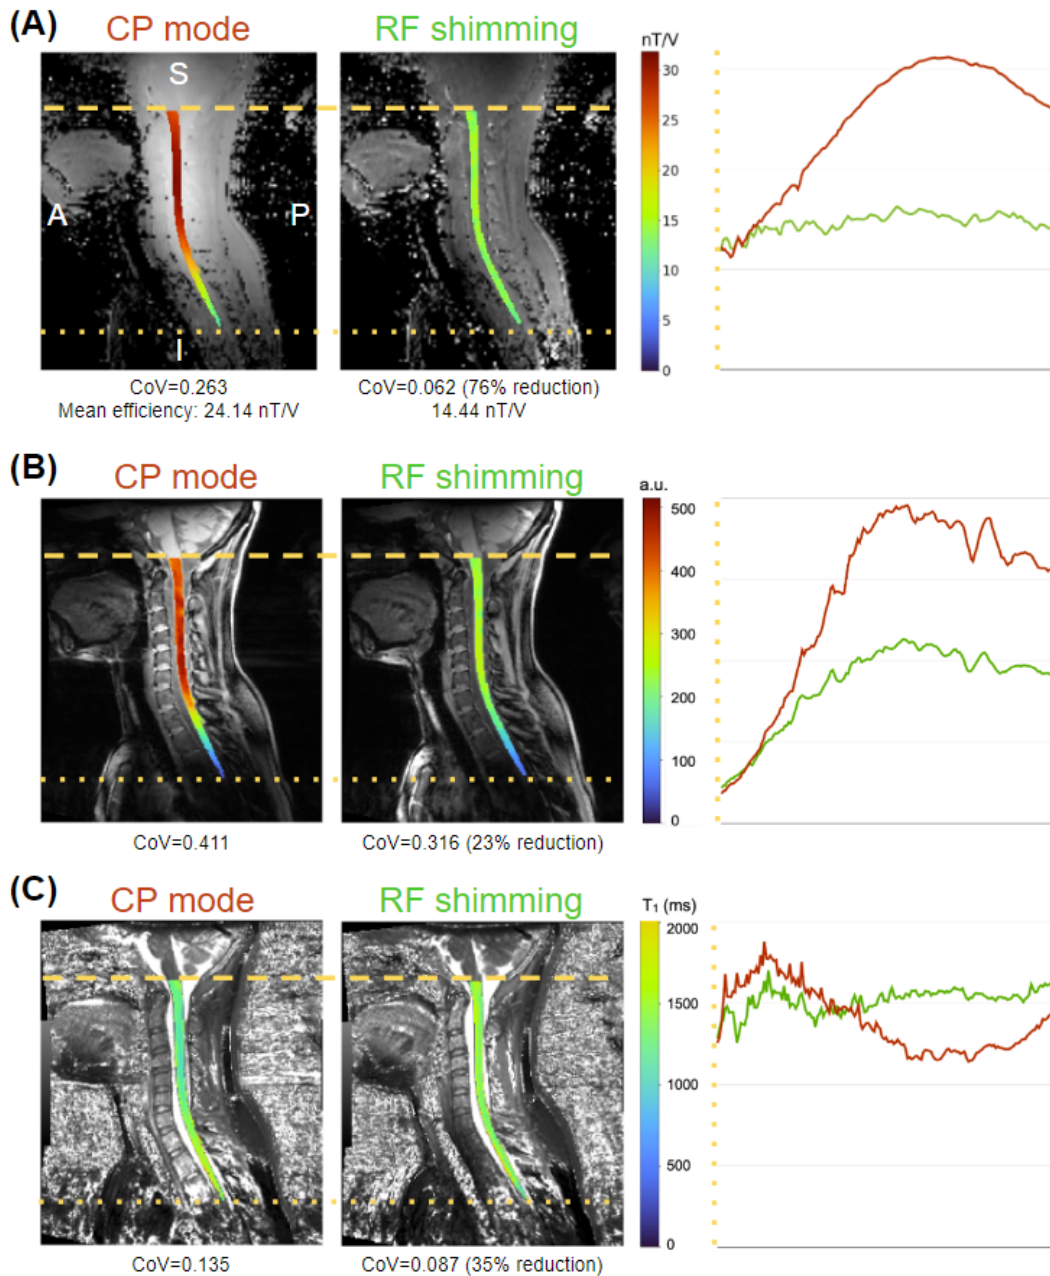 (A)
CP mode
RF shimming
nT/V
S
A
P
I
30
20
15
10
5
0
CoV=0.263
Mean efficiency: 24.14 nT/V
CoV=0.062 (76% reduction)
14.44 nT/V
(B)
CP mode
RF shimming
a.u.
500
400
300
200
100
0
CoV=0.411
CoV=0.316 (23% reduction)
(C)
CP mode
RF shimming
T₁ (ms)
2000
1500
1000
500
0
CoV=0.135
CoV=0.087 (35% reduction)